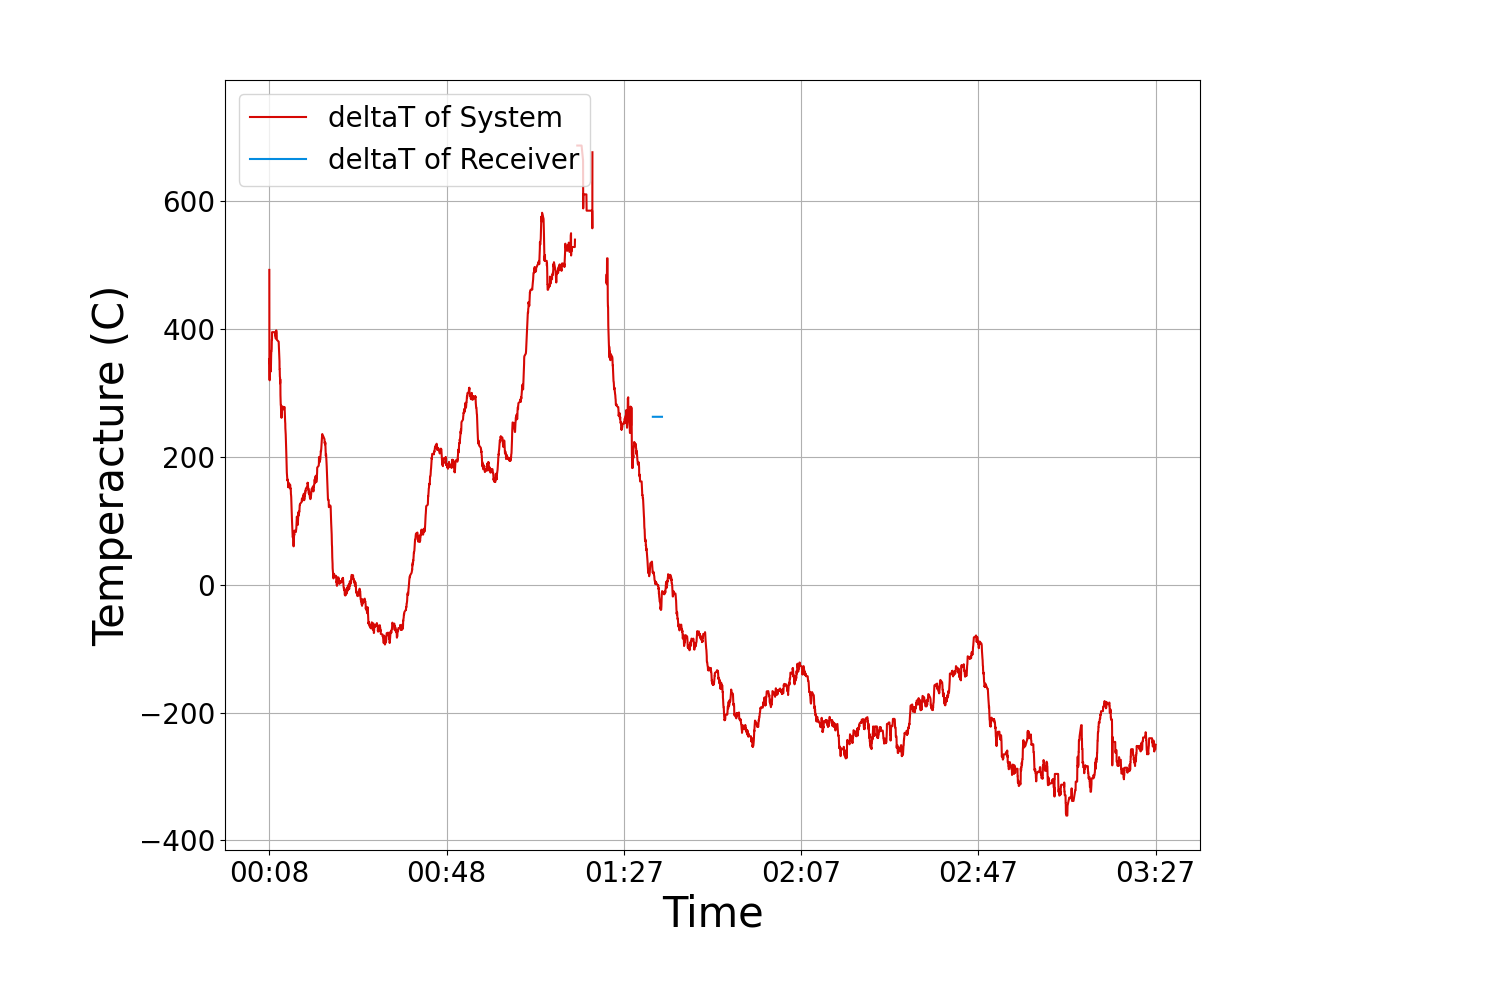 deltaT of System
deltaT of Receiver
600
400
200
0
−200
−400
Temperacture (C)
00:08 00:48 01:27 02:07 02:47 03:27
Time